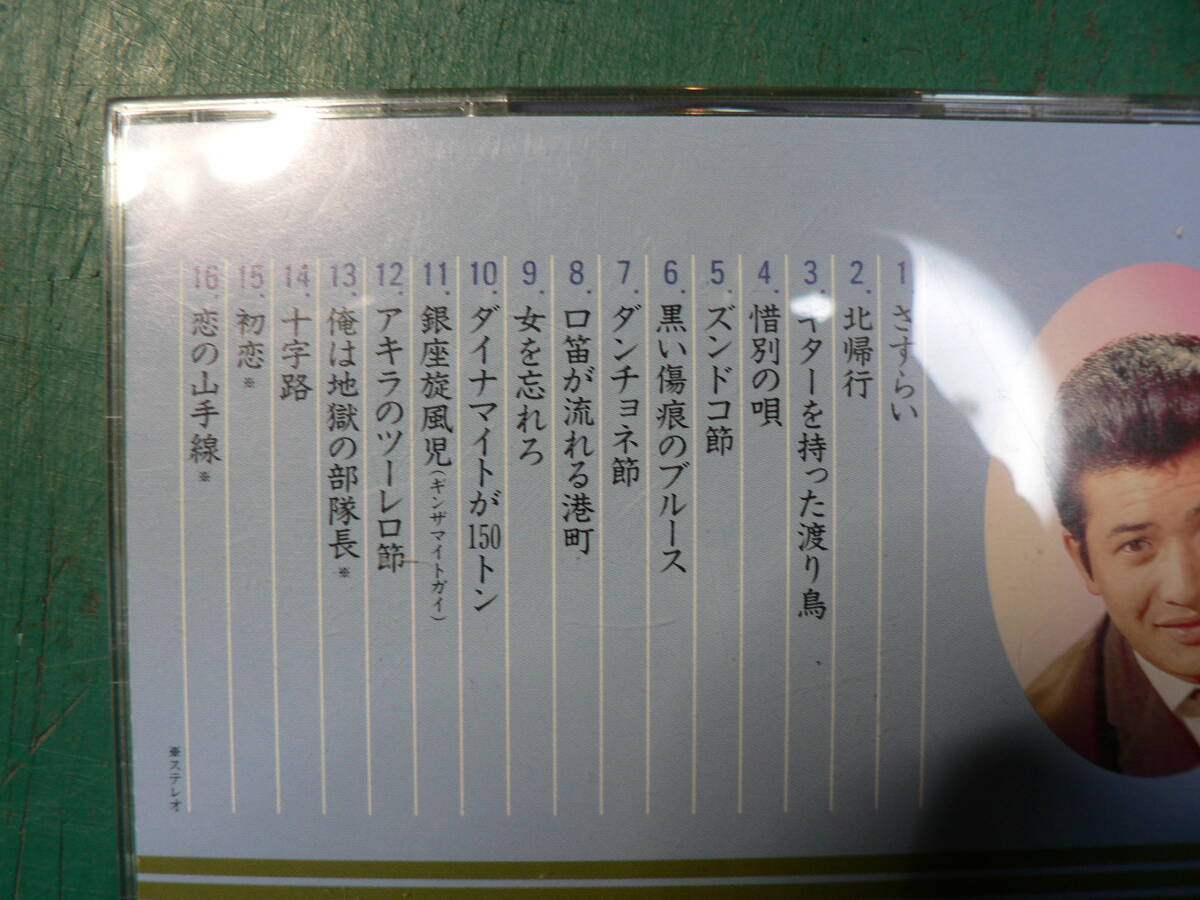 1. さすらい
2. 北帰行
3. ギターを持った渡り鳥
4. 惜別の唄
5. ズンドコ節
6. 黒い傷痕のブルース
7. ダンチョネ節
8. 口笛が流れる港町
9. 女を忘れろ
10. ダイナマイトが150トン
11. 銀座旋風児(ギンザマイトガイ)
12. アキラのツーレロ節
13. 俺は地獄の部隊長※
14. 十字路
15. 初恋※
16. 恋の山手線※
※ステレオ